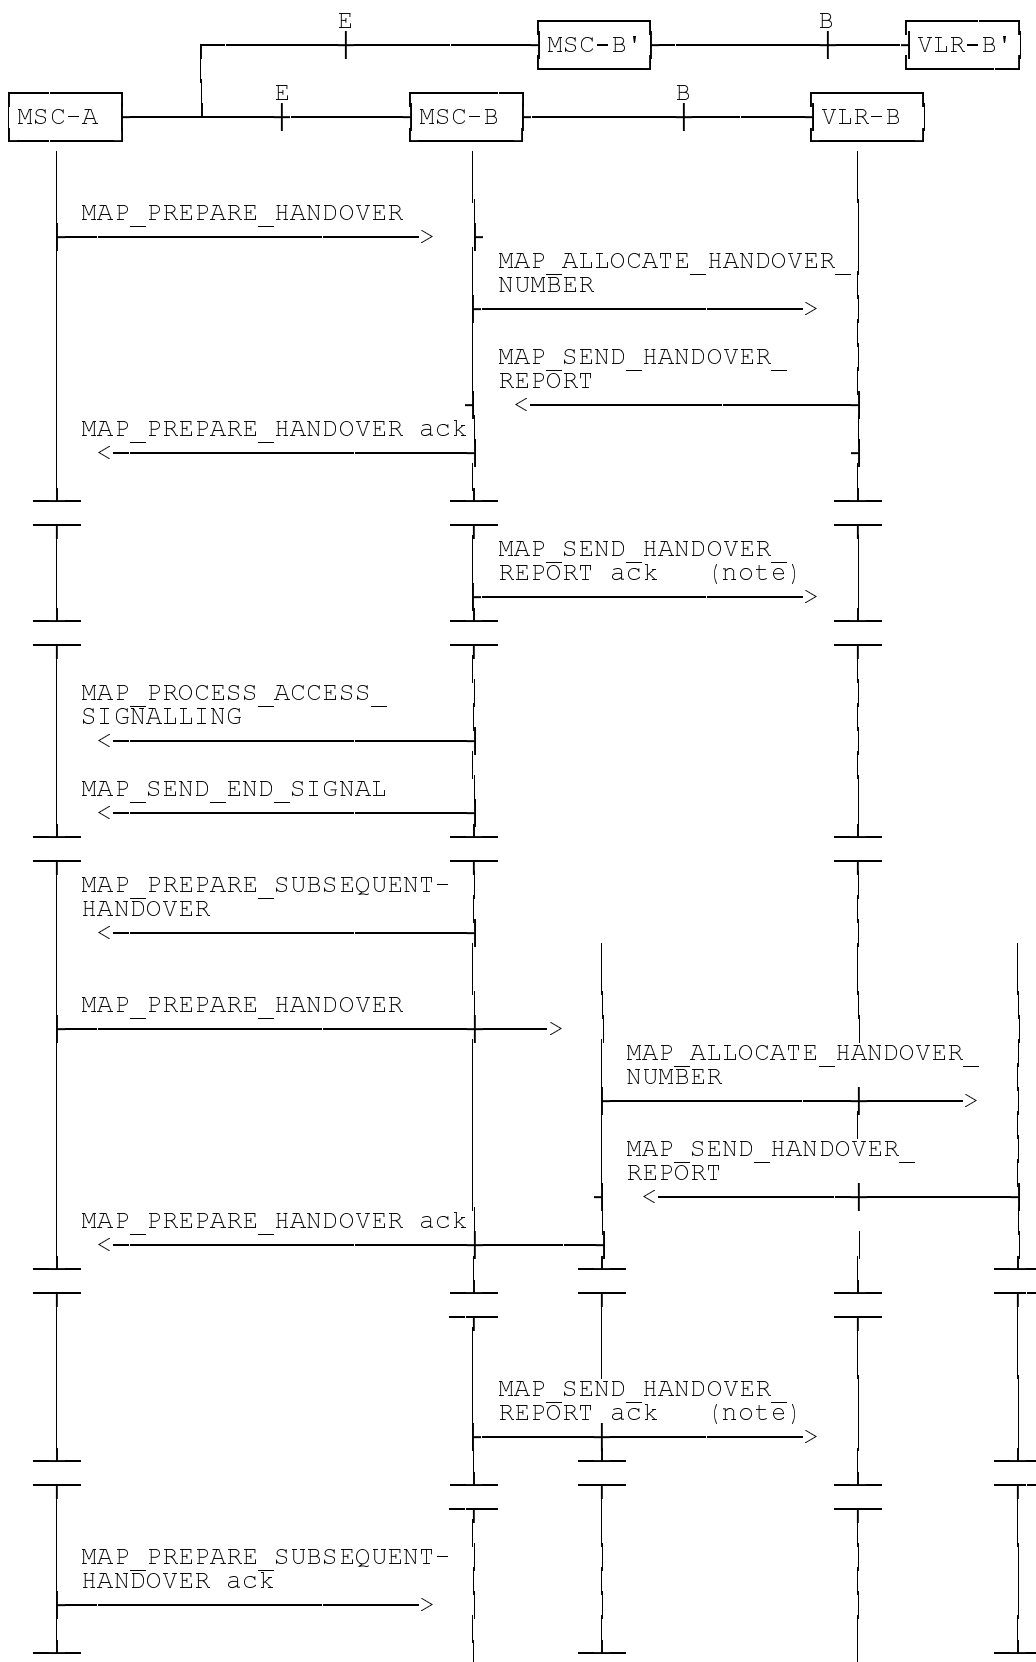 E
MSC-B'
B
VLR-B'
MSC-A
E
MSC-B
B
VLR-B
MAP_PREPARE_HANDOVER
MAP_ALLOCATE_HANDOVER_
NUMBER
MAP_SEND_HANDOVER_
REPORT
MAP_PREPARE_HANDOVER ack
MAP_SEND_HANDOVER_
REPORT ack (note)
MAP_PROCESS_ACCESS_
SIGNALLING
MAP_SEND_END_SIGNAL
MAP_PREPARE_SUBSEQUENT-
HANDOVER
MAP_PREPARE_HANDOVER
MAP_ALLOCATE_HANDOVER_
NUMBER
MAP_SEND_HANDOVER_
REPORT
MAP_PREPARE_HANDOVER ack
MAP_SEND_HANDOVER_
REPORT ack (note)
MAP_PREPARE_SUBSEQUENT-
HANDOVER ack